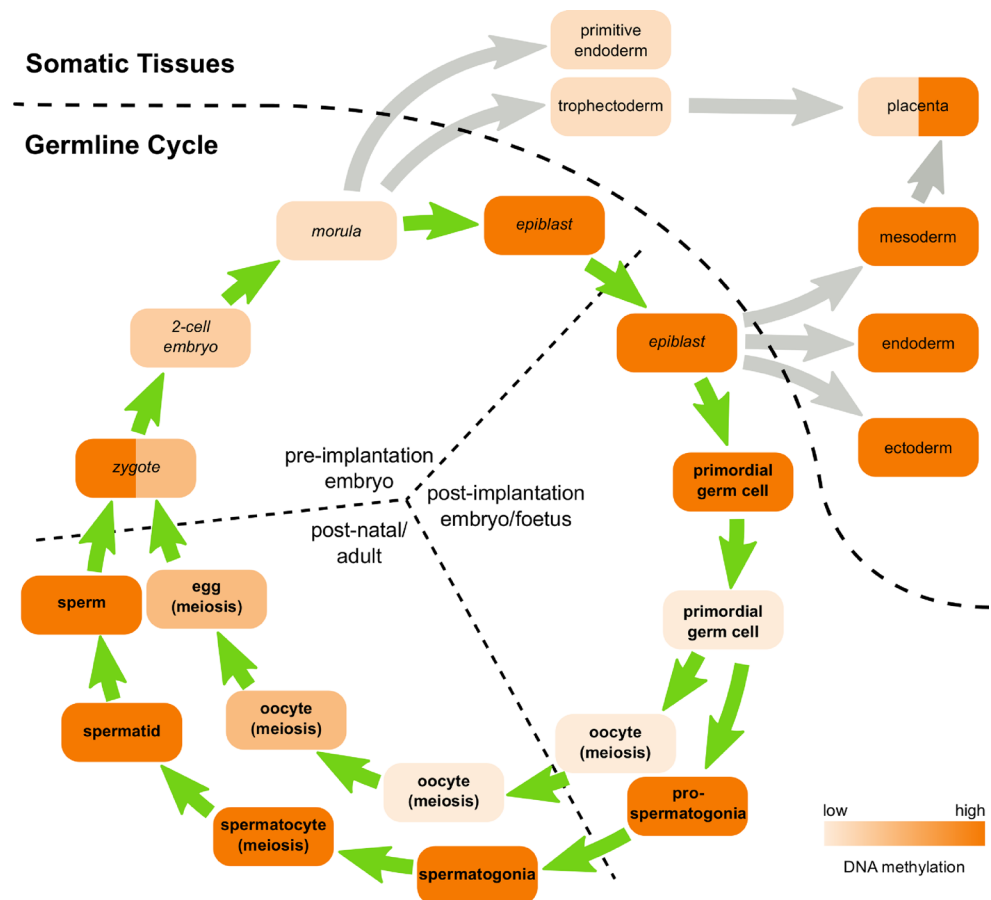 Somatic Tissues
Germline Cycle
primitive
endoderm
trophectoderm
placenta
morula
epiblast
mesoderm
2-cell
embryo
epiblast
endoderm
ectoderm
zygote
pre-implantation
embryo
post-implantation
embryo/foetus
post-natal/
adult
primordial
germ cell
sperm
egg
(meiosis)
primordial
germ cell
spermatid
oocyte
(meiosis)
oocyte
(meiosis)
oocyte
(meiosis)
pro-
spermatogonia
spermatocyte
(meiosis)
spermatogonia
low
high
DNA methylation